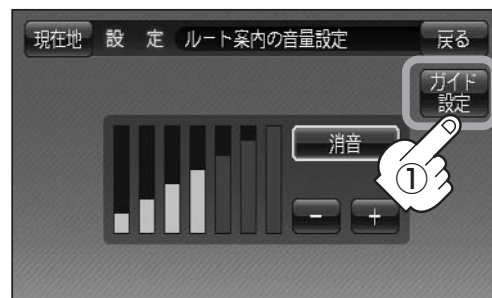 現在地 設 定 ルート案内の音量設定 戻る
ガイド
設定
消音
①
− +